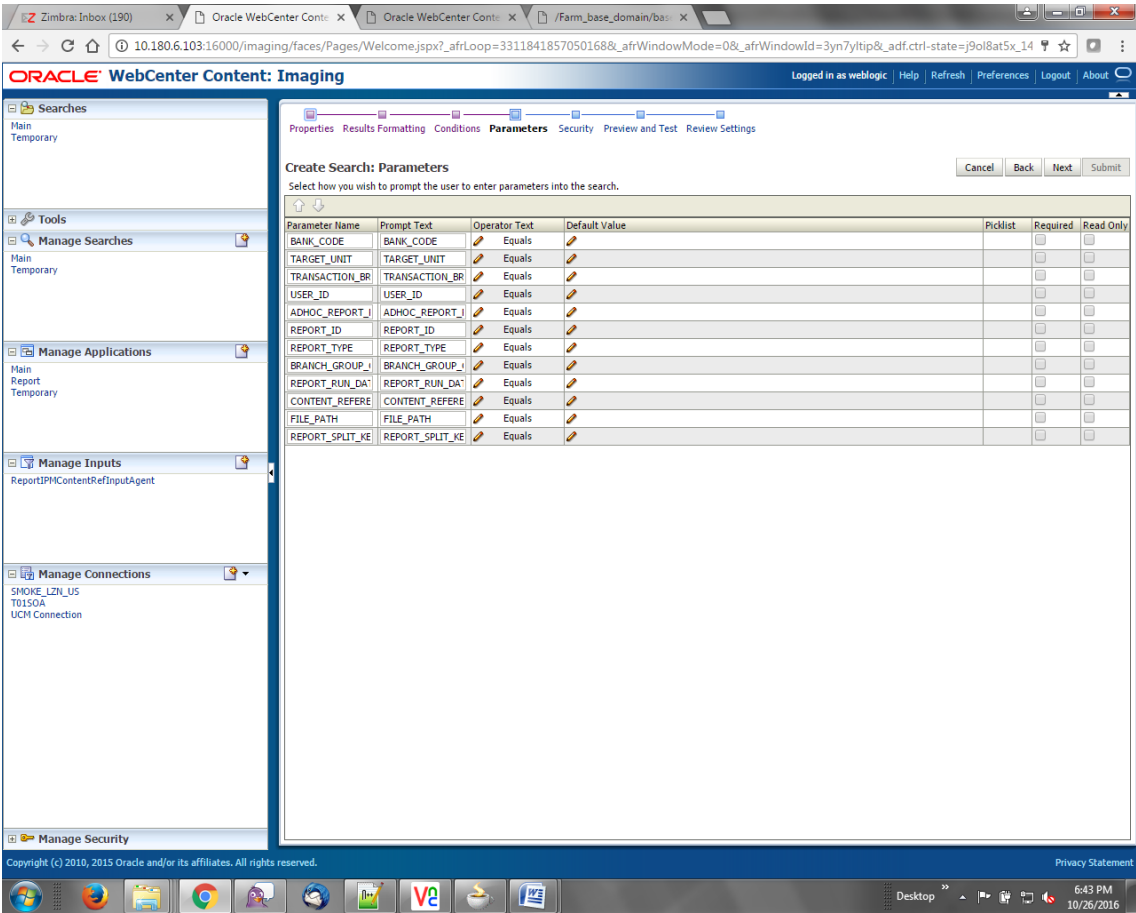 Zimbra: Inbox (190)
Oracle WebCenter Conte
Oracle WebCenter Conte
/Farm_base_domain/bas
10.180.6.103:16000/imaging/faces/Pages/Welcome.jspx?_afrLoop=3311841857050168&_afrWindowMode=0&_afrWindowId=3yn7yltip&_adf.ctrl-state=j9ol8at5x_14
ORACLE WebCenter Content: Imaging
Logged in as weblogic Help Refresh Preferences Logout About
Searches
Main
Temporary
Tools
Manage Searches
Main
Temporary
Manage Applications
Main
Report
Temporary
Manage Inputs
ReportIPMContentRefInputAgent
Manage Connections
SMOKE_LZN_US
T01SOA
UCM Connection
Manage Security
Properties Results Formatting Conditions Parameters Security Preview and Test Review Settings
Create Search: Parameters
Cancel Back Next Submit
Select how you wish to prompt the user to enter parameters into the search.
Parameter Name Prompt Text Operator Text Default Value Picklist Required Read Only
BANK_CODE BANK_CODE Equals
TARGET_UNIT TARGET_UNIT Equals
TRANSACTION_BR TRANSACTION_BR Equals
USER_ID USER_ID Equals
ADHOC_REPORT_I ADHOC_REPORT_I Equals
REPORT_ID REPORT_ID Equals
REPORT_TYPE REPORT_TYPE Equals
BRANCH_GROUP_ BRANCH_GROUP_ Equals
REPORT_RUN_DAT REPORT_RUN_DAT Equals
CONTENT_REFERE CONTENT_REFERE Equals
FILE_PATH FILE_PATH Equals
REPORT_SPLIT_KE REPORT_SPLIT_KE Equals
Copyright (c) 2010, 2015 Oracle and/or its affiliates. All rights reserved.
Privacy Statement
Desktop
6:43 PM
10/26/2016